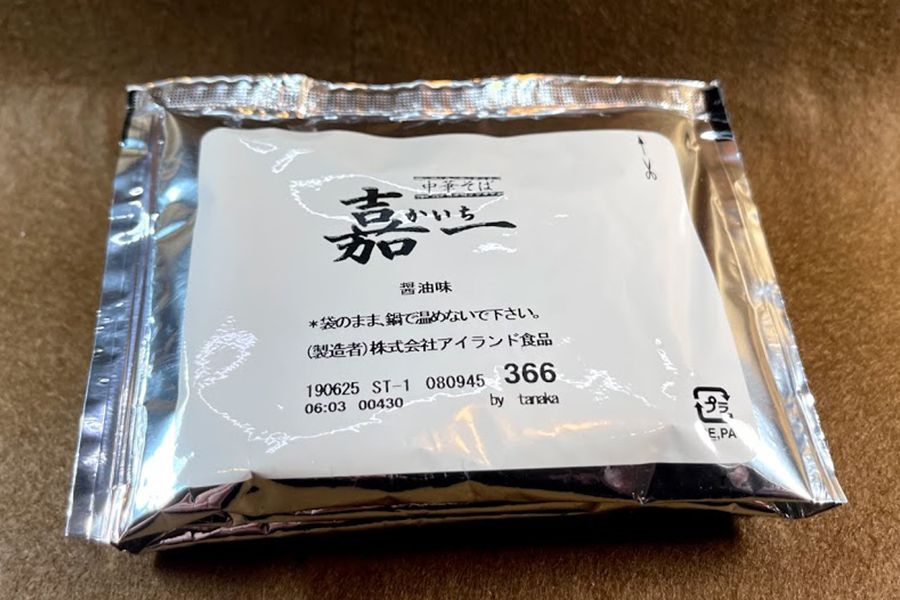 中華そば
かいち
嘉一
醤油味
*袋のまま、鍋で温めないで下さい。
(製造者)株式会社アイランド食品
190625 ST-1 080945 366
06:03 00430 by tanaka
プラ
E,PA